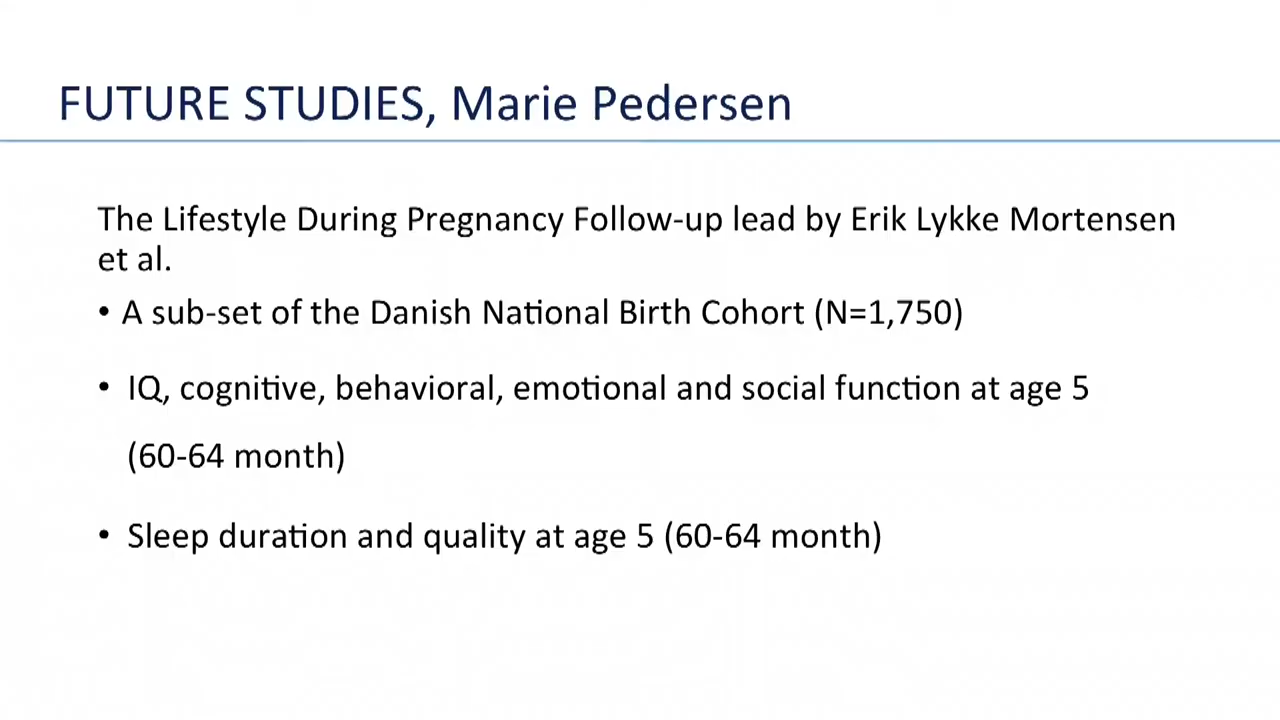 FUTURE STUDIES, Marie Pedersen
The Lifestyle During Pregnancy Follow-up lead by Erik Lykke Mortensen
et al.
• A sub-set of the Danish National Birth Cohort (N=1,750)
• IQ, cognitive, behavioral, emotional and social function at age 5
(60-64 month)
• Sleep duration and quality at age 5 (60-64 month)